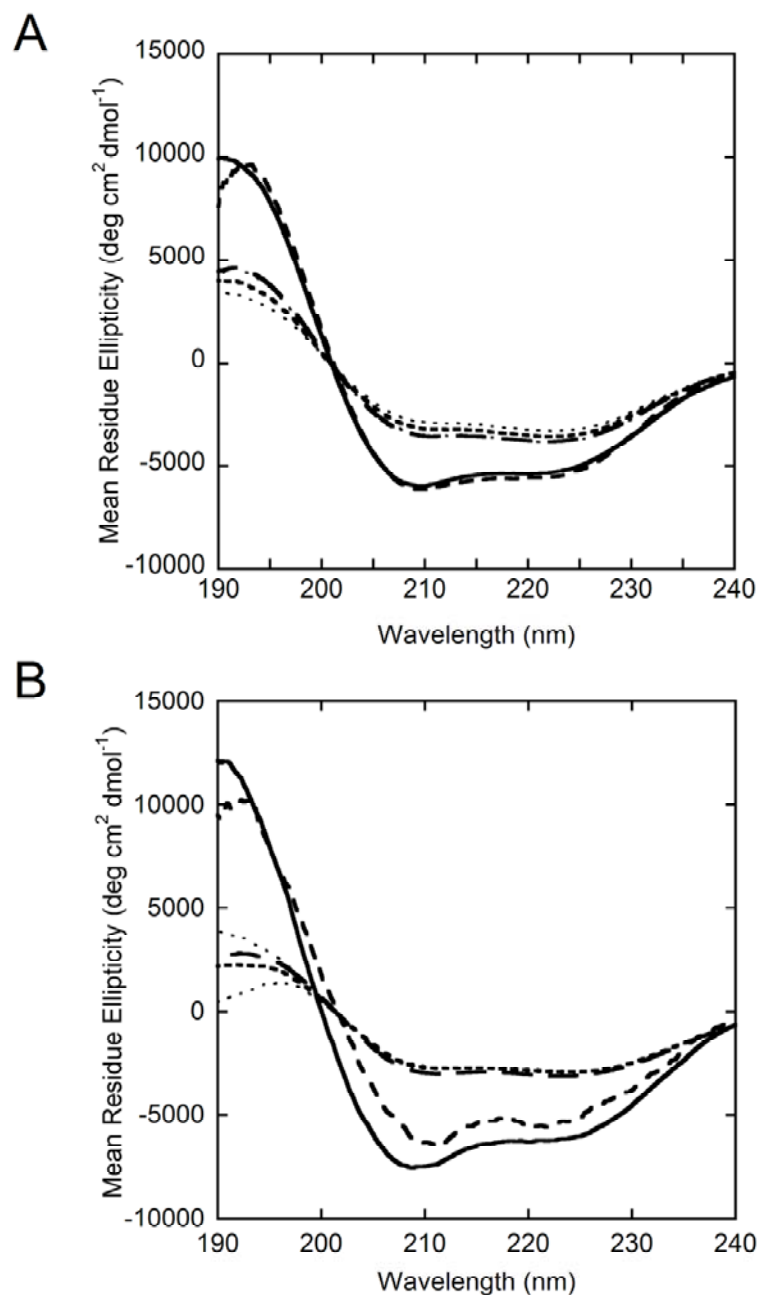 A
15000
10000
5000
0
-5000
-10000
Mean Residue Ellipticity (deg cm² dmol⁻¹)
190 200 210 220 230 240
Wavelength (nm)
B
15000
10000
5000
0
-5000
-10000
Mean Residue Ellipticity (deg cm² dmol⁻¹)
190 200 210 220 230 240
Wavelength (nm)